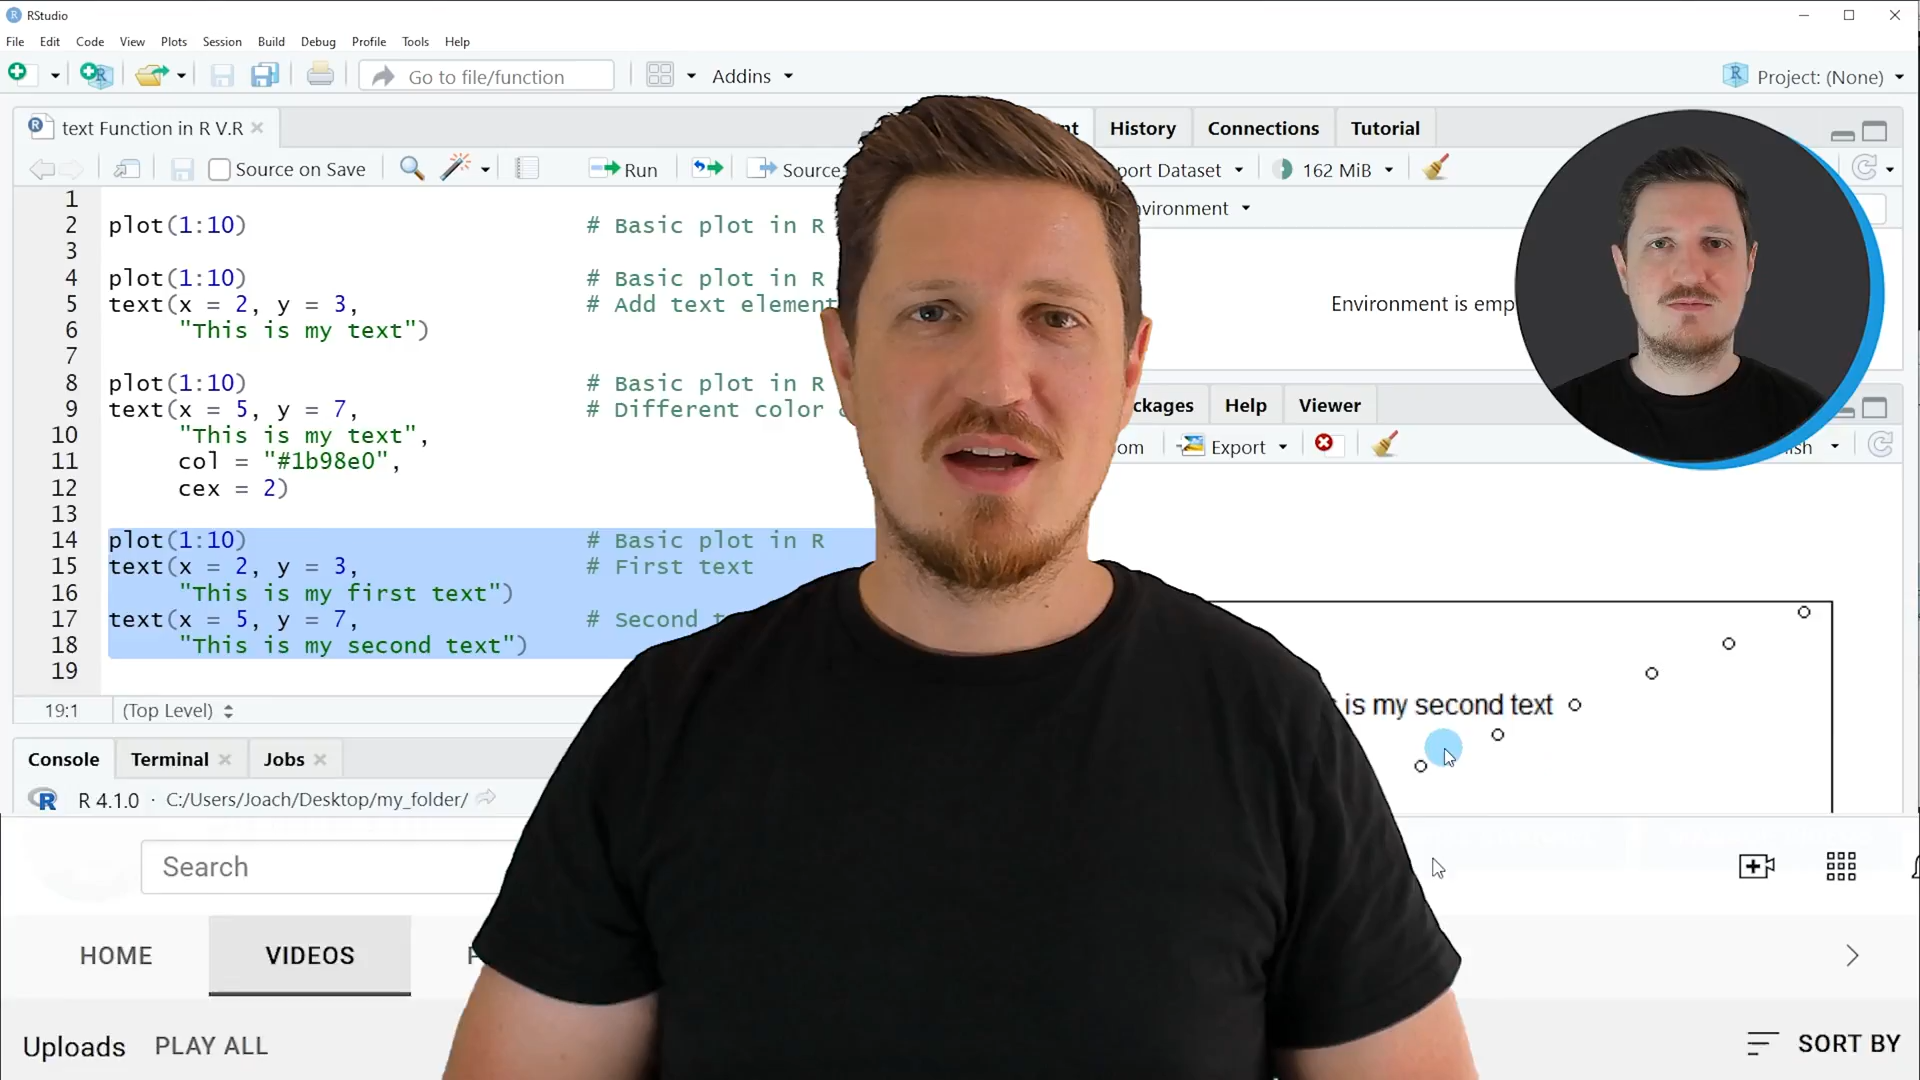 RStudio
File Edit Code View Plots Session Build Debug Profile Tools Help
Go to file/function Addins Project: (None)
text Function in R V.R
History Connections Tutorial
Source on Save Run Source
Dataset 162 MiB
1
2 plot(1:10) # Basic plot in R
3
4 plot(1:10) # Basic plot in R
5 text(x = 2, y = 3, # Add text element
6 "This is my text")
7
8 plot(1:10) # Basic plot in R
9 text(x = 5, y = 7, # Different color
10 "This is my text",
11 col = "#1b98e0",
12 cex = 2)
13
14 plot(1:10) # Basic plot in R
15 text(x = 2, y = 3, # First text
16 "This is my first text")
17 text(x = 5, y = 7, # Second
18 "This is my second text")
19
19:1 (Top Level)
Console Terminal Jobs
R 4.1.0 · C:/Users/Joach/Desktop/my_folder/
Environment is emp
Help Viewer
Export
is my second text
Search
HOME VIDEOS
Uploads PLAY ALL SORT BY